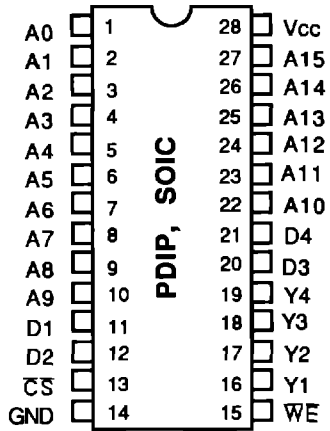 A0 1 28 Vcc
A1 2 27 A15
A2 3 26 A14
A3 4 25 A13
A4 5 24 A12
A5 6 23 A11
A6 7 22 A10
A7 8 21 D4
A8 9 20 D3
A9 10 19 Y4
D1 11 18 Y3
D2 12 17 Y2
C̅S̅ 13 16 Y1
GND 14 15 W̅E̅
PDIP, SOIC